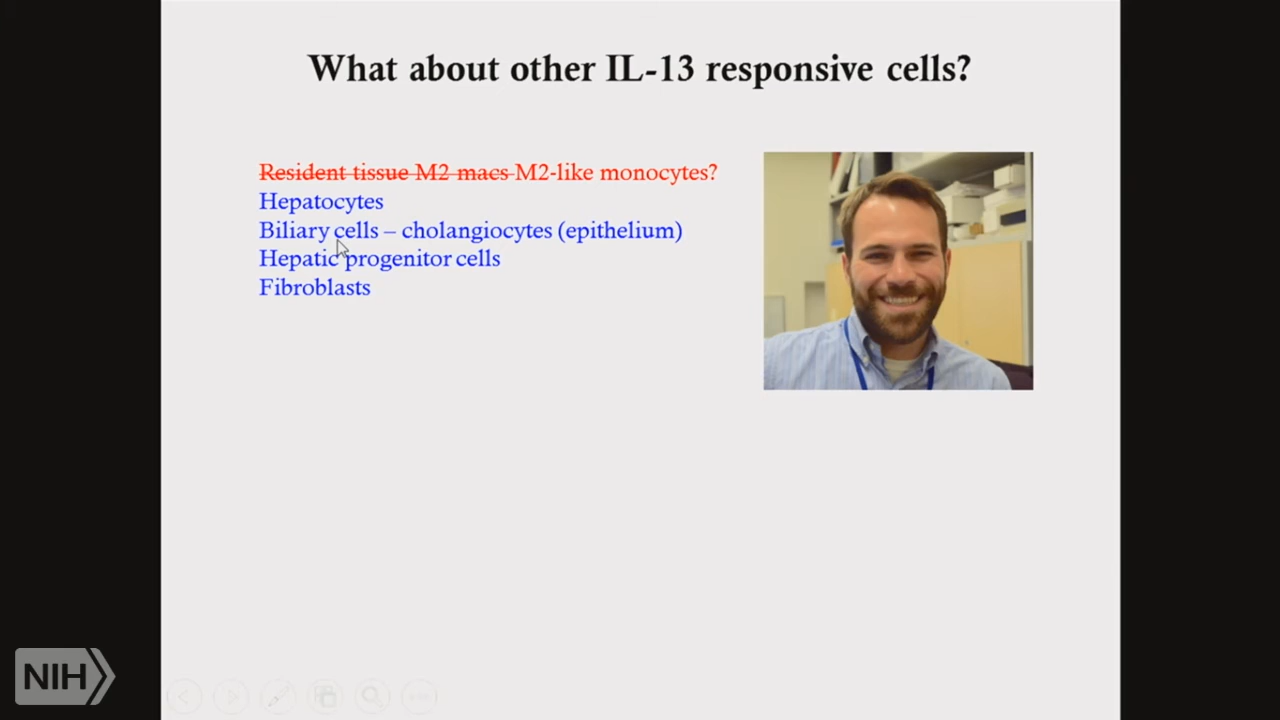 What about other IL-13 responsive cells?
Resident tissue M2 macs M2-like monocytes?
Hepatocytes
Biliary cells – cholangiocytes (epithelium)
Hepatic progenitor cells
Fibroblasts
NIH